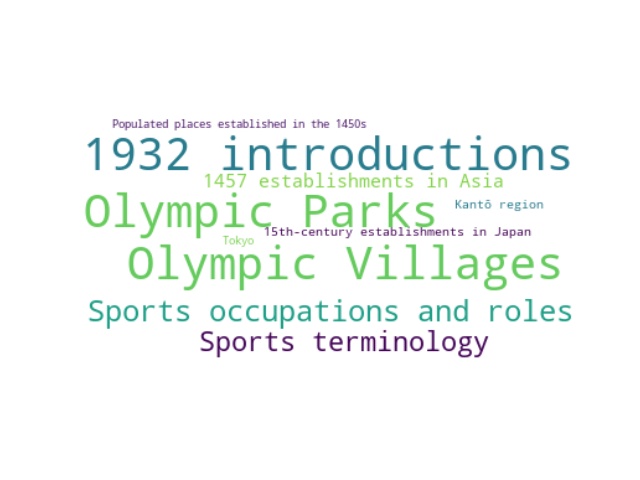 Populated places established in the 1450s
1932 introductions
1457 establishments in Asia
Olympic Parks
Kantō region
15th-century establishments in Japan
Tokyo
Olympic Villages
Sports occupations and roles
Sports terminology